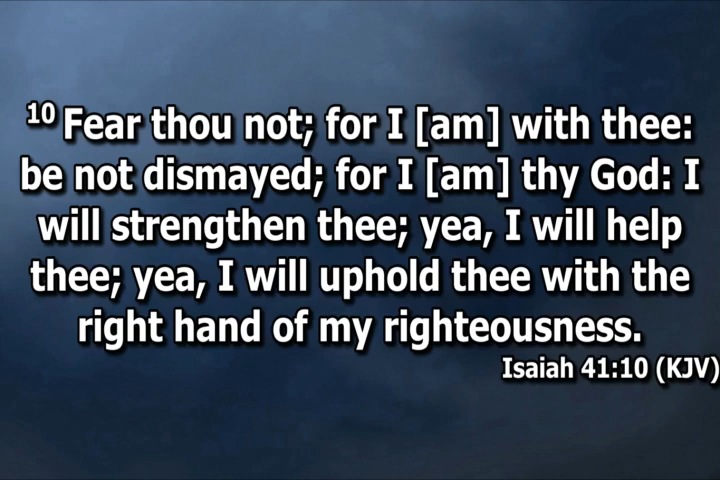 10 Fear thou not; for I [am] with thee:
be not dismayed; for I [am] thy God: I
will strengthen thee; yea, I will help
thee; yea, I will uphold thee with the
right hand of my righteousness.
Isaiah 41:10 (KJV)